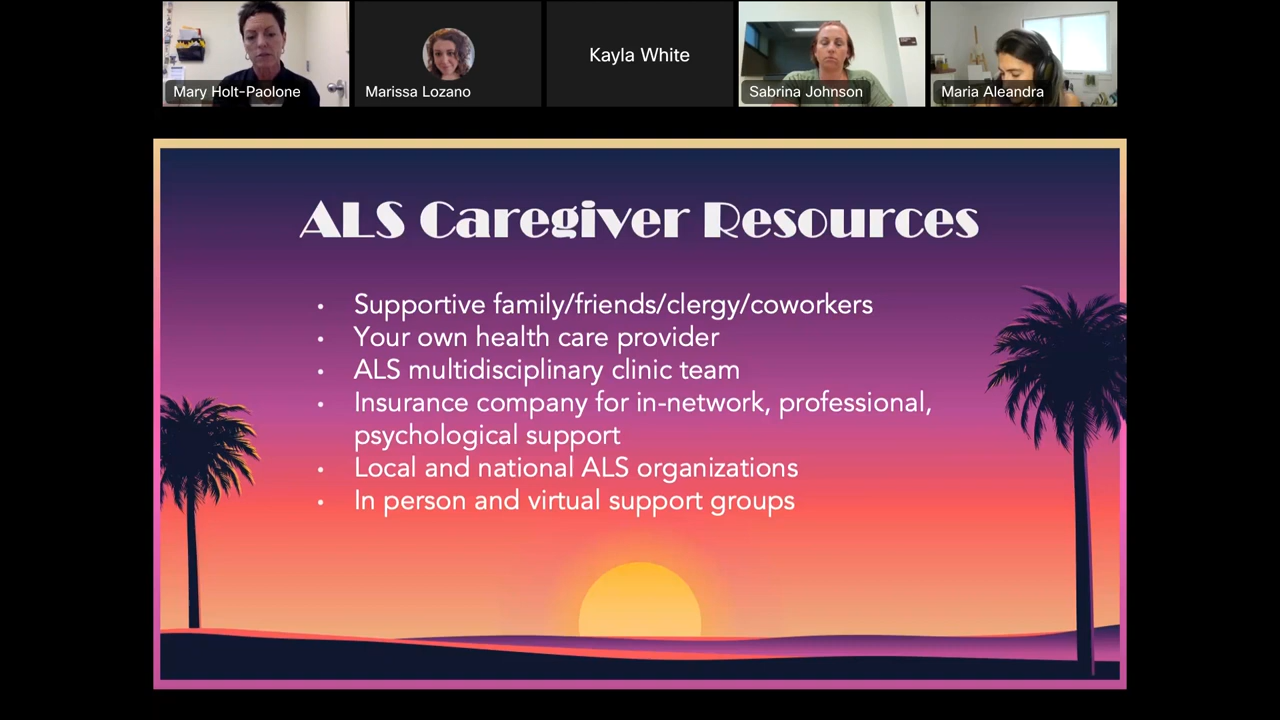 Mary Holt-Paolone
Marissa Lozano
Kayla White
Sabrina Johnson
Maria Aleandra
ALS Caregiver Resources
• Supportive family/friends/clergy/coworkers
• Your own health care provider
• ALS multidisciplinary clinic team
• Insurance company for in-network, professional,
psychological support
• Local and national ALS organizations
• In person and virtual support groups